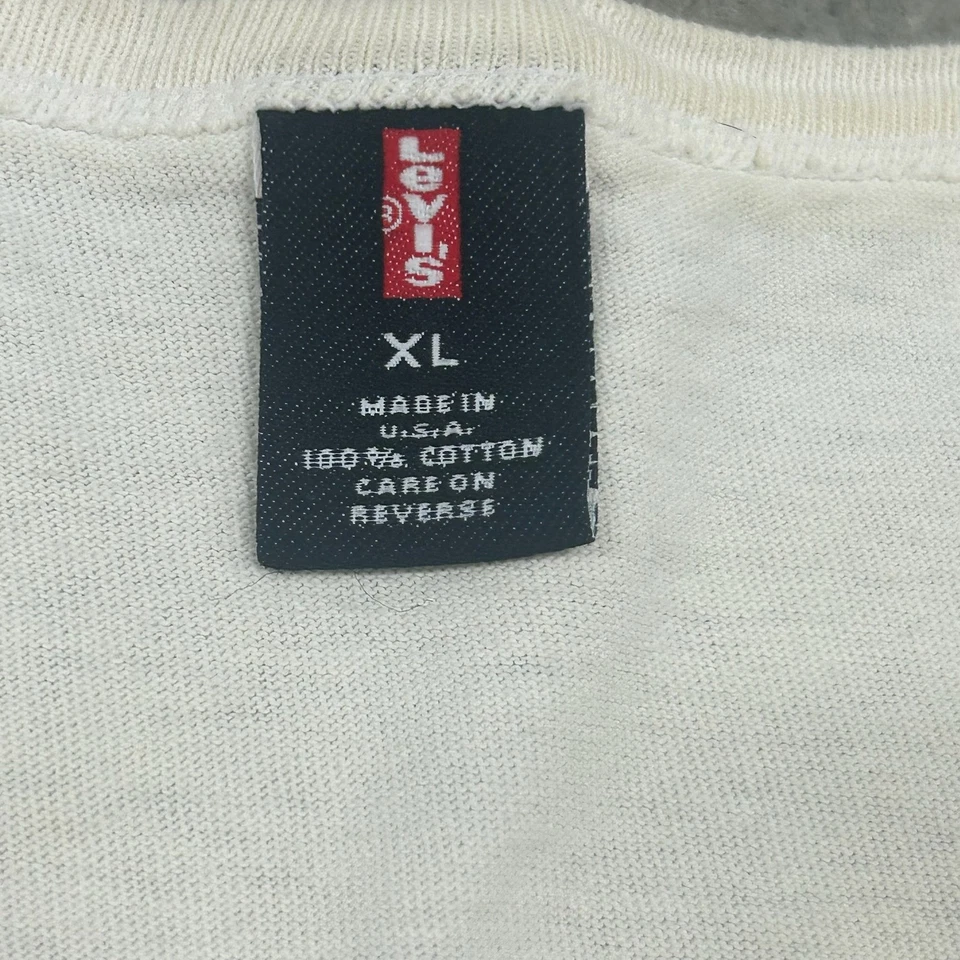 Levi's
®
XL
MADE IN
U.S.A.
100% COTTON
CARE ON
REVERSE